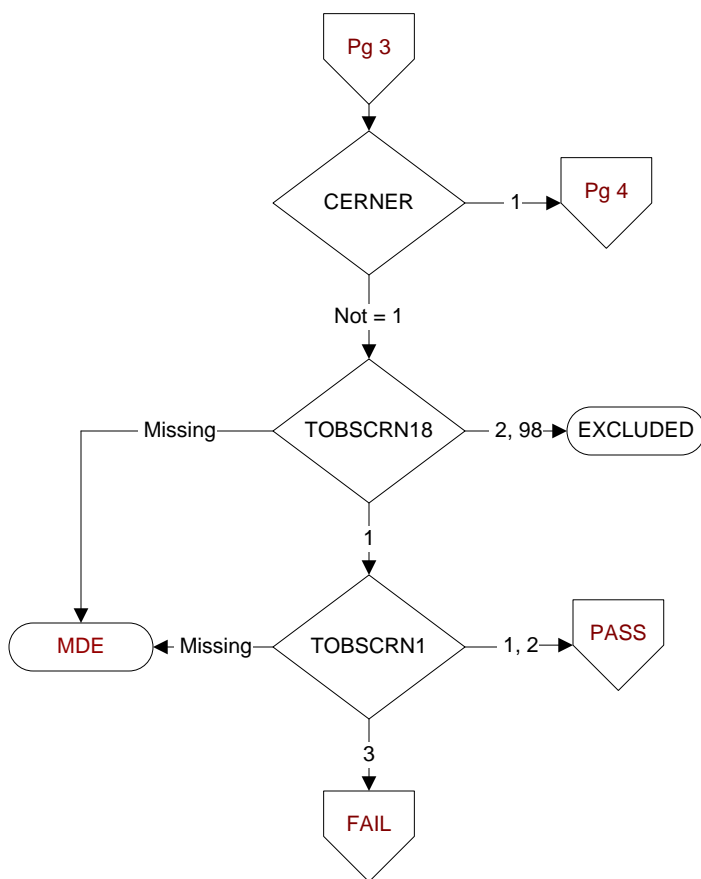 Pg 3
CERNER
1
Pg 4
Not = 1
Missing
TOBSCRN18
2, 98
EXCLUDED
1
MDE
Missing
TOBSCRN1
1, 2
PASS
3
FAIL